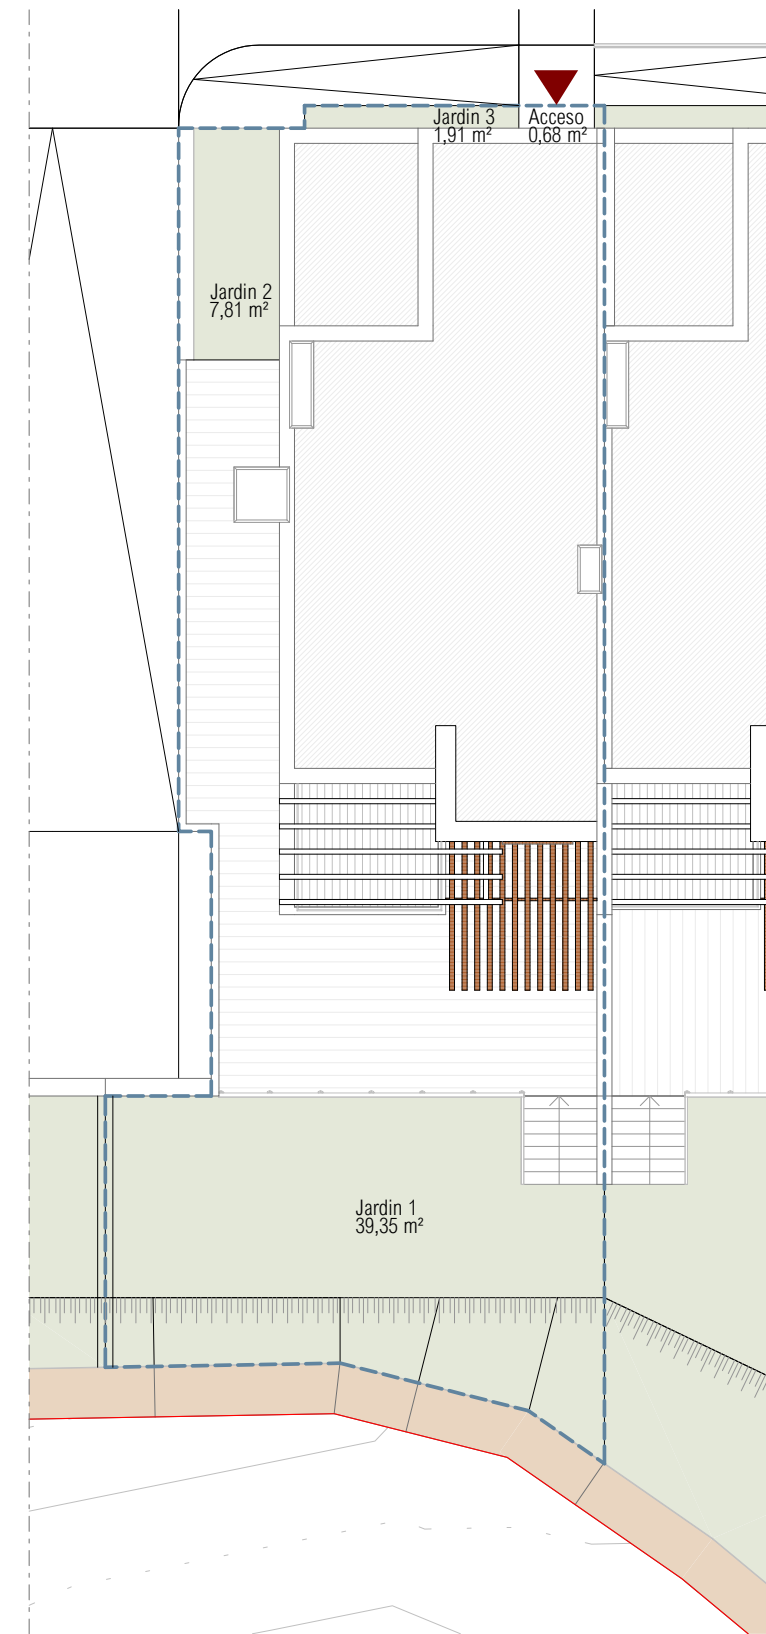 Jardin 3
1,91 m²
Acceso
0,68 m²
Jardin 2
7,81 m²
Jardin 1
39,35 m²